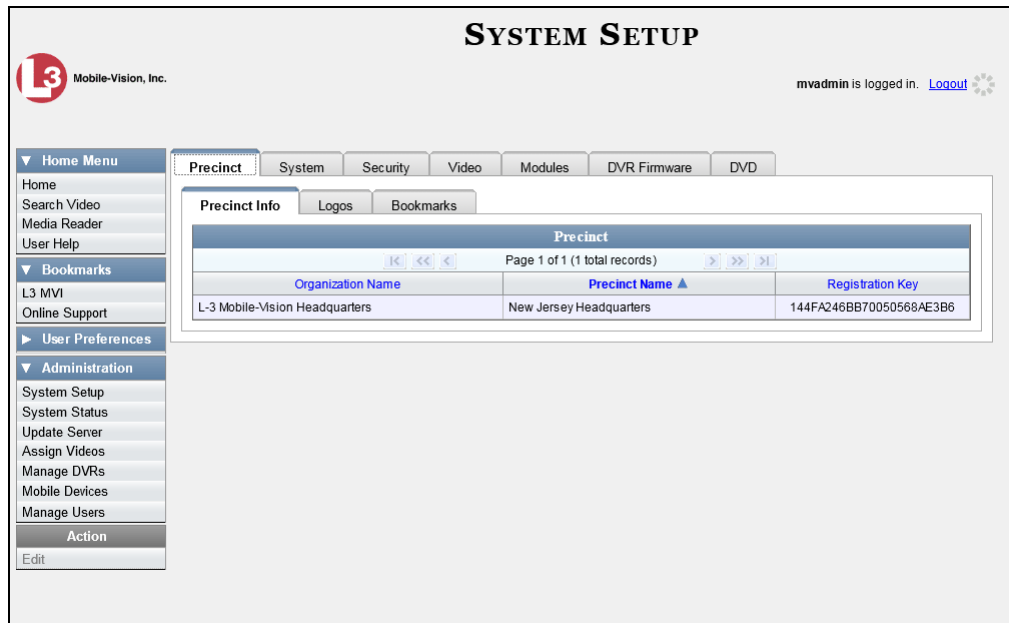 SYSTEM SETUP
L3 Mobile-Vision, Inc.
mvadmin is logged in. Logout
▼ Home Menu
Home
Search Video
Media Reader
User Help
▼ Bookmarks
L3 MVI
Online Support
▶ User Preferences
▼ Administration
System Setup
System Status
Update Server
Assign Videos
Manage DVRs
Mobile Devices
Manage Users
Action
Edit
Precinct System Security Video Modules DVR Firmware DVD
Precinct Info Logos Bookmarks
Precinct
|< << < Page 1 of 1 (1 total records) > >> >|
Organization Name Precinct Name ▲ Registration Key
L-3 Mobile-Vision Headquarters New Jersey Headquarters 144FA246BB70050568AE3B6